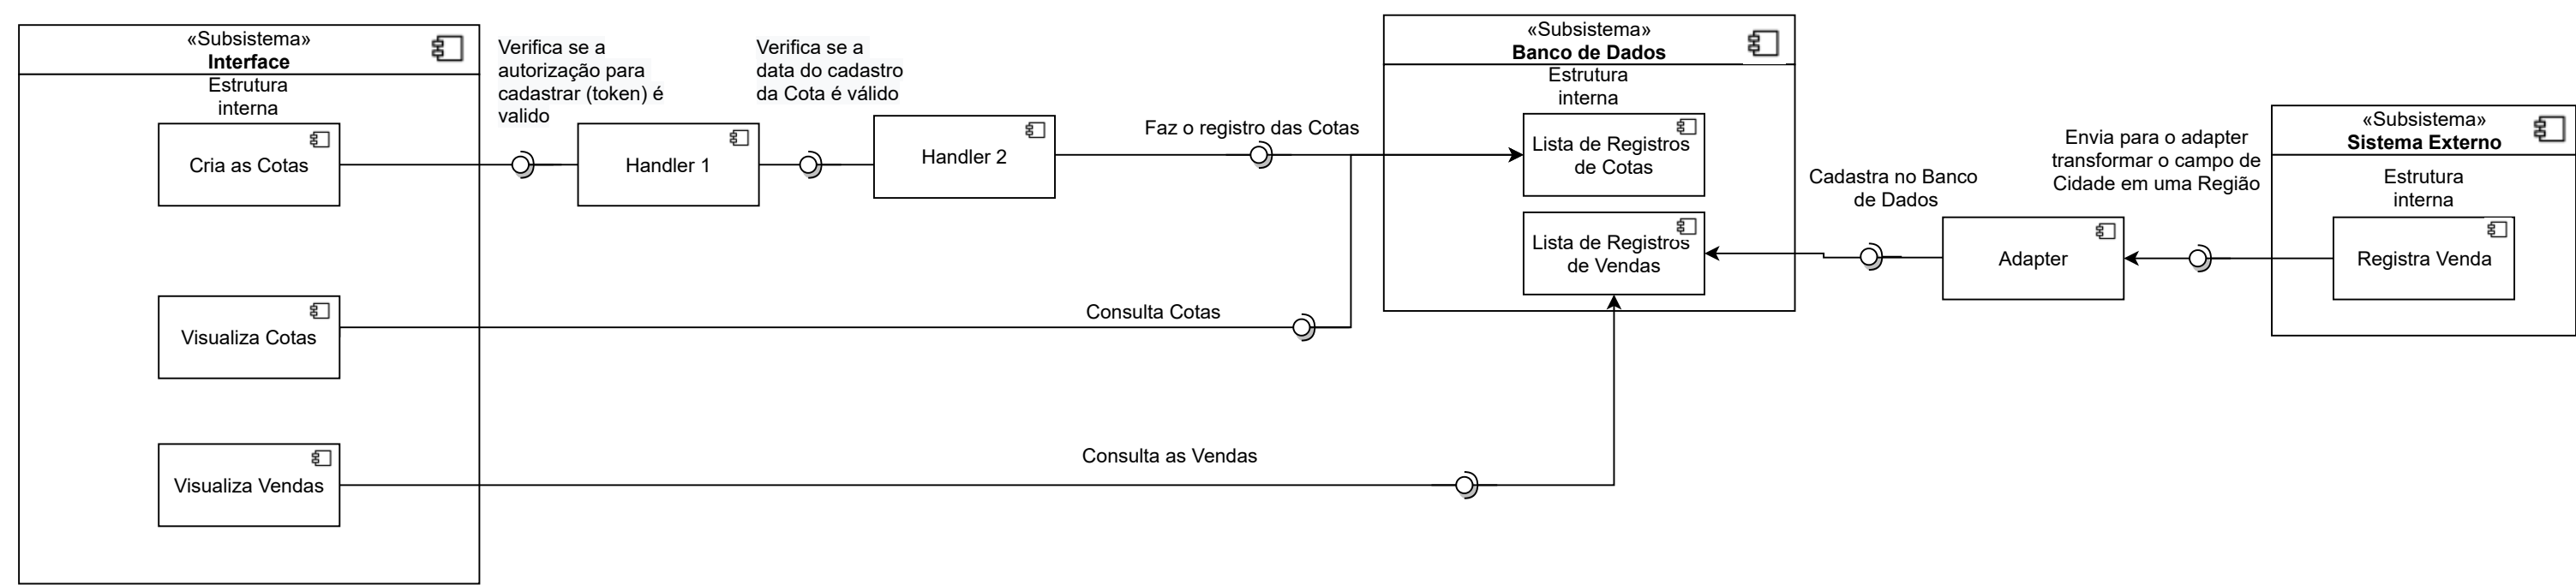 «Subsistema»
Interface
Estrutura
interna
Cria as Cotas
Visualiza Cotas
Visualiza Vendas
Verifica se a
autorização para
cadastrar (token) é
valido
Handler 1
Verifica se a
data do cadastro
da Cota é válido
Handler 2
Faz o registro das Cotas
Consulta Cotas
Consulta as Vendas
«Subsistema»
Banco de Dados
Estrutura
interna
Lista de Registros
de Cotas
Lista de Registros
de Vendas
Cadastra no Banco
de Dados
Adapter
Envia para o adapter
transformar o campo de
Cidade em uma Região
«Subsistema»
Sistema Externo
Estrutura
interna
Registra Venda